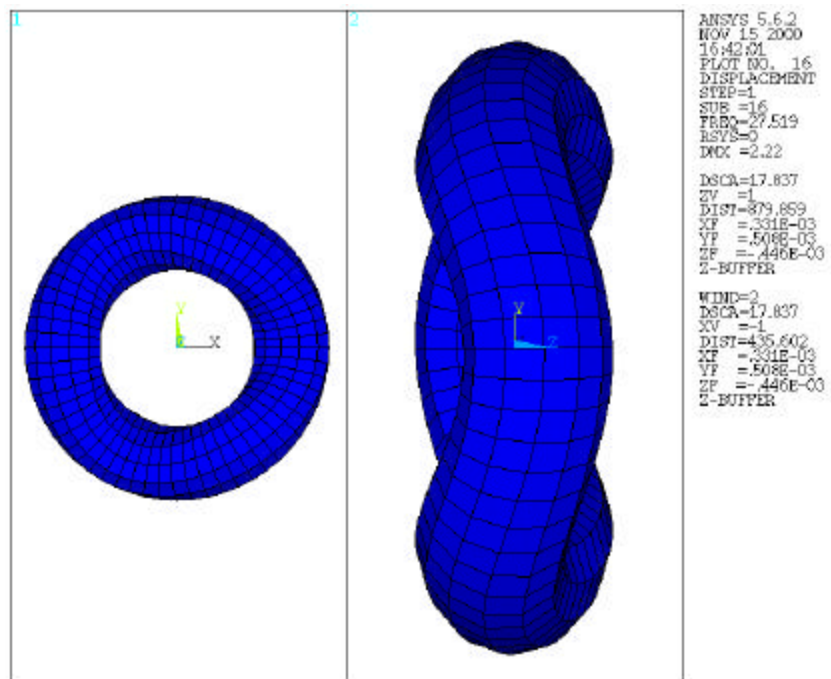 1
2
ANSYS 5.6.2
NOV 15 2000
16:42:01
PLOT NO. 16
DISPLACEMENT
STEP=1
SUB =16
FREQ=27.519
RSYS=0
DMX =2.22
DSCA=17.837
ZV =1
DIST=879.859
XF =.331E-03
YF =.508E-03
ZF =-.446E-03
Z-BUFFER
WIND=2
DSCA=17.837
XV =-1
DIST=435.602
XF =.331E-03
YF =.508E-03
ZF =-.446E-03
Z-BUFFER
Y
Z X
Y
Z